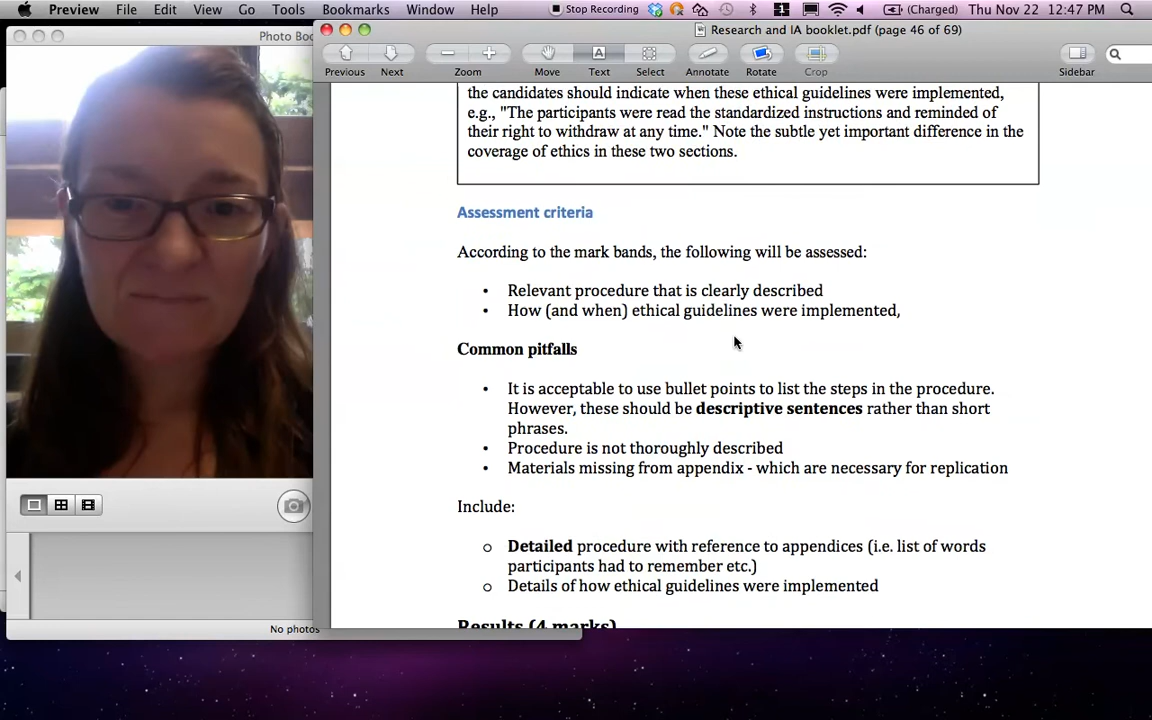 Preview File Edit View Go Tools Bookmarks Window Help Stop Recording 1 (Charged) Thu Nov 22 12:47 PM
Photo Boo
Research and IA booklet.pdf (page 46 of 69)
Previous Next Zoom Move Text Select Annotate Rotate Crop Sidebar
the candidates should indicate when these ethical guidelines were implemented,
e.g., "The participants were read the standardized instructions and reminded of
their right to withdraw at any time." Note the subtle yet important difference in the
coverage of ethics in these two sections.
Assessment criteria
According to the mark bands, the following will be assessed:
• Relevant procedure that is clearly described
• How (and when) ethical guidelines were implemented,
Common pitfalls
• It is acceptable to use bullet points to list the steps in the procedure.
However, these should be descriptive sentences rather than short
phrases.
• Procedure is not thoroughly described
• Materials missing from appendix - which are necessary for replication
Include:
o Detailed procedure with reference to appendices (i.e. list of words
participants had to remember etc.)
o Details of how ethical guidelines were implemented
Results (4 marks)
No photos